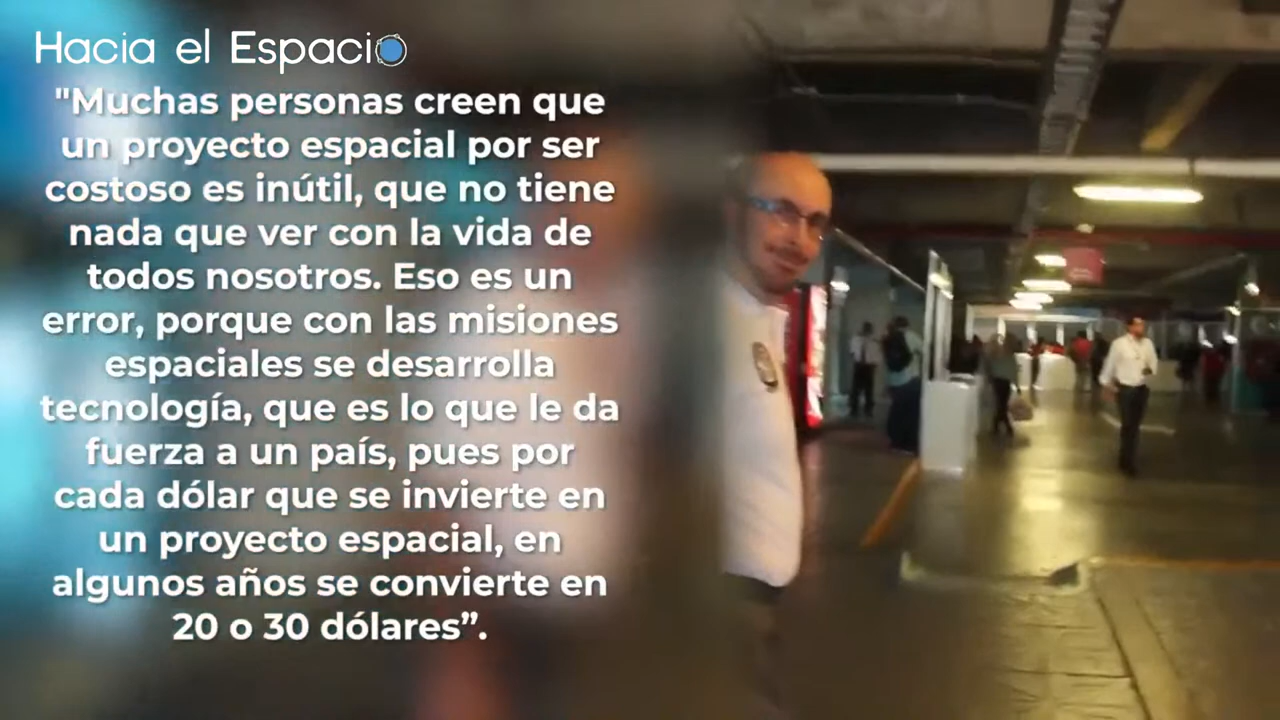 Hacia el Espacio
"Muchas personas creen que
un proyecto espacial por ser
costoso es inútil, que no tiene
nada que ver con la vida de
todos nosotros. Eso es un
error, porque con las misiones
espaciales se desarrolla
tecnología, que es lo que le da
fuerza a un país, pues por
cada dólar que se invierte en
un proyecto espacial, en
algunos años se convierte en
20 o 30 dólares”.